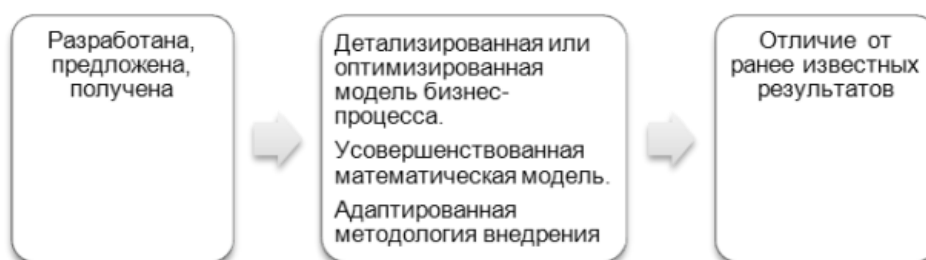 Разработана,
предложена,
получена
Детализированная или
оптимизированная
модель бизнес-
процесса.
Усовершенствованная
математическая модель.
Адаптированная
методология внедрения
Отличие от
ранее известных
результатов